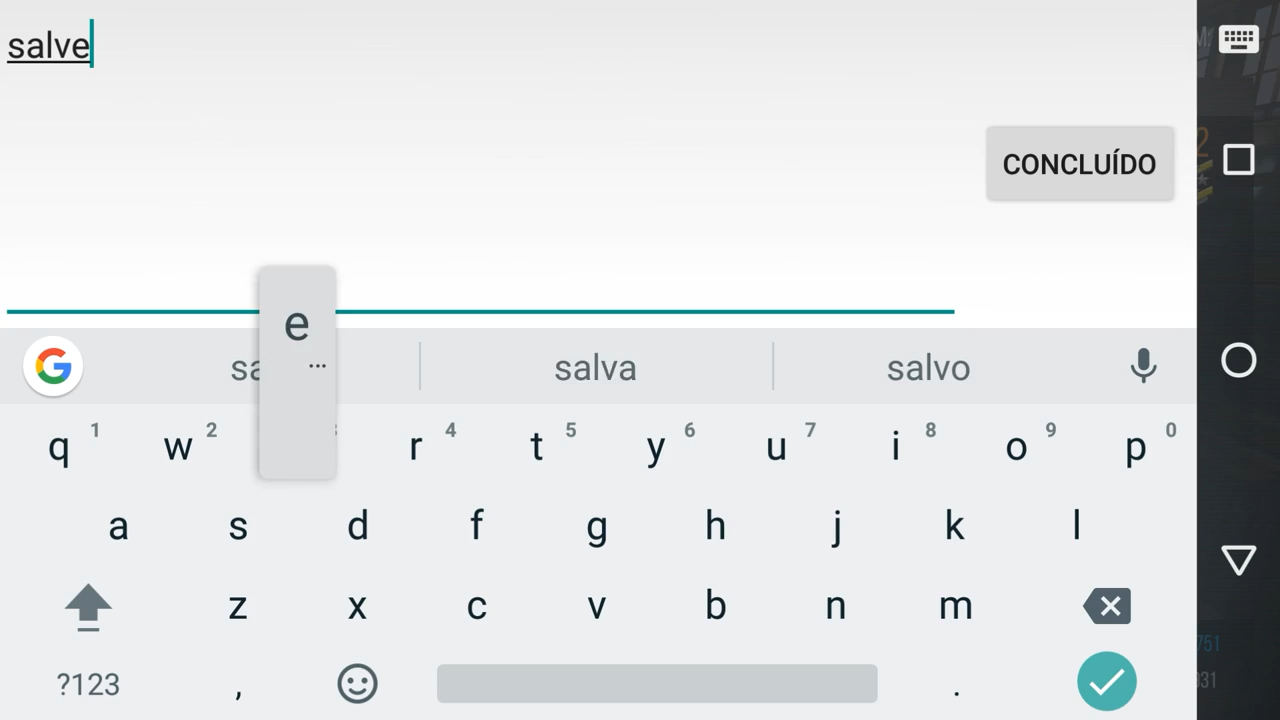 salve
CONCLUÍDO
e
...
salva
salvo
q 1 w 2 r 4 t 5 y 6 u 7 i 8 o 9 p 0
a s d f g h j k l
z x c v b n m
?123 , .